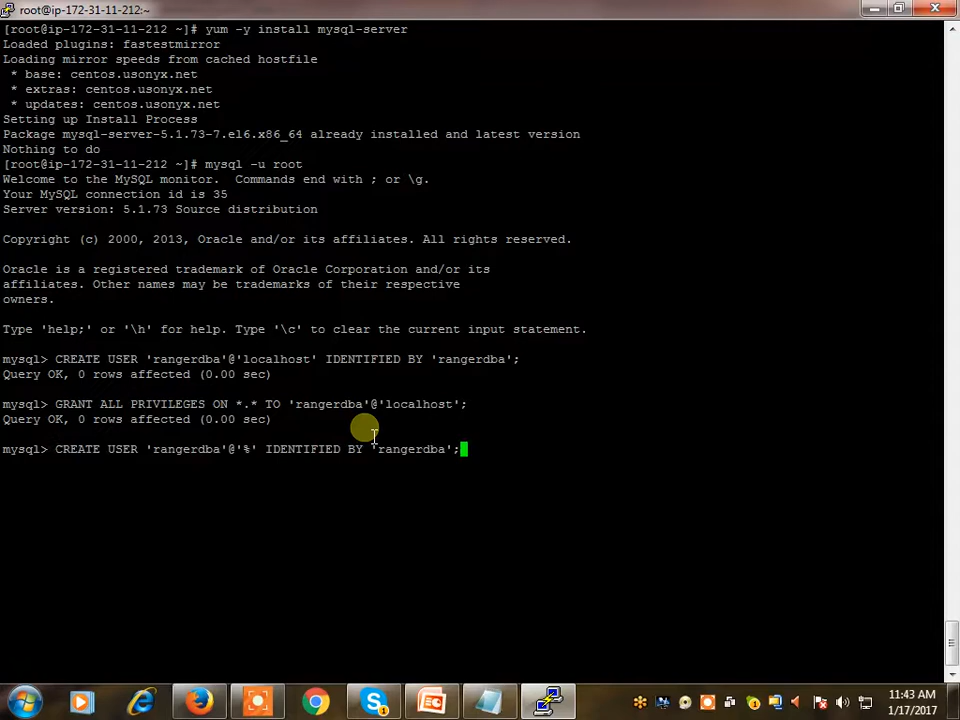 root@ip-172-31-11-212:~
[root@ip-172-31-11-212 ~]# yum -y install mysql-server
Loaded plugins: fastestmirror
Loading mirror speeds from cached hostfile
 * base: centos.usonyx.net
 * extras: centos.usonyx.net
 * updates: centos.usonyx.net
Setting up Install Process
Package mysql-server-5.1.73-7.el6.x86_64 already installed and latest version
Nothing to do
[root@ip-172-31-11-212 ~]# mysql -u root
Welcome to the MySQL monitor.  Commands end with ; or \g.
Your MySQL connection id is 35
Server version: 5.1.73 Source distribution
Copyright (c) 2000, 2013, Oracle and/or its affiliates. All rights reserved.
Oracle is a registered trademark of Oracle Corporation and/or its
affiliates. Other names may be trademarks of their respective
owners.
Type 'help;' or '\h' for help. Type '\c' to clear the current input statement.
mysql> CREATE USER 'rangerdba'@'localhost' IDENTIFIED BY 'rangerdba';
Query OK, 0 rows affected (0.00 sec)
mysql> GRANT ALL PRIVILEGES ON *.* TO 'rangerdba'@'localhost';
Query OK, 0 rows affected (0.00 sec)
mysql> CREATE USER 'rangerdba'@'%' IDENTIFIED BY 'rangerdba';
11:43 AM
1/17/2017